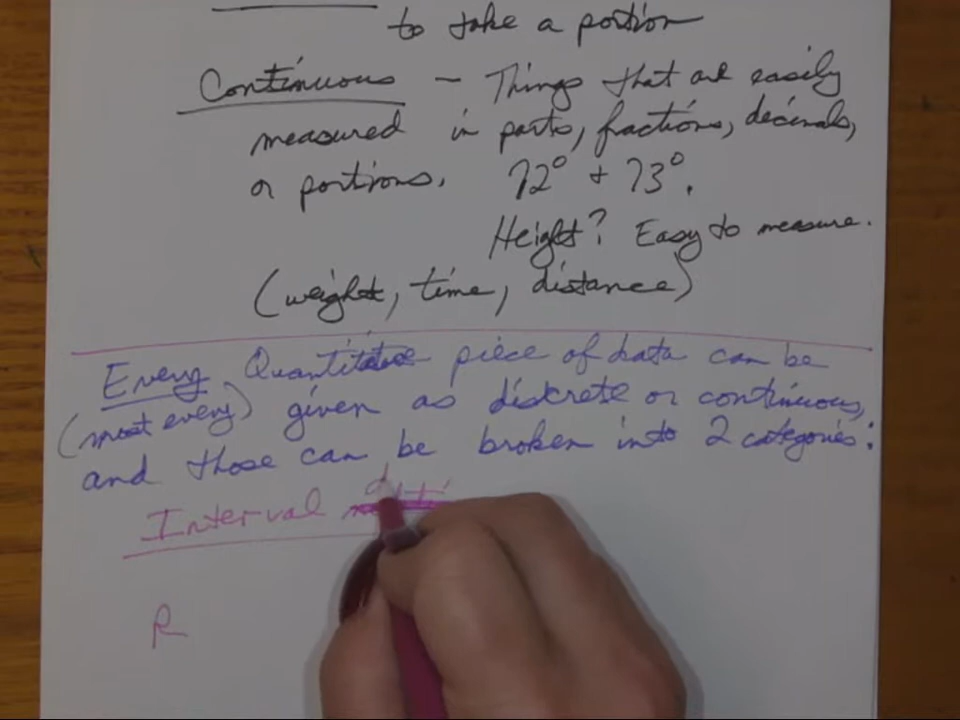 to take a portion
Continuous - Things that are easily
measured in parts, fractions, decimals,
or portions. 72° + 73°.
Height? Easy to measure.
(weight, time, distance)
Every Quantitative piece of data can be
(most every) given as discrete or continuous,
and those can be broken into 2 categories:
Interval d
R